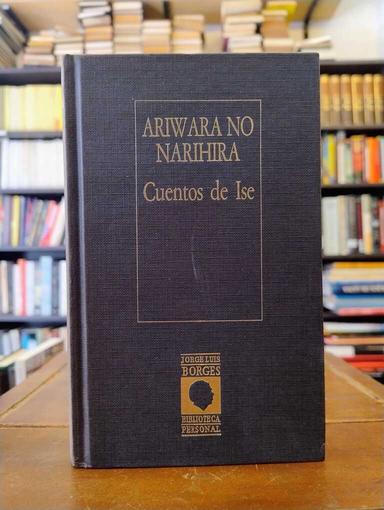 ARIWARA NO
NARIHIRA
Cuentos de Ise
JORGE LUIS
BORGES
BIBLIOTECA
PERSONAL